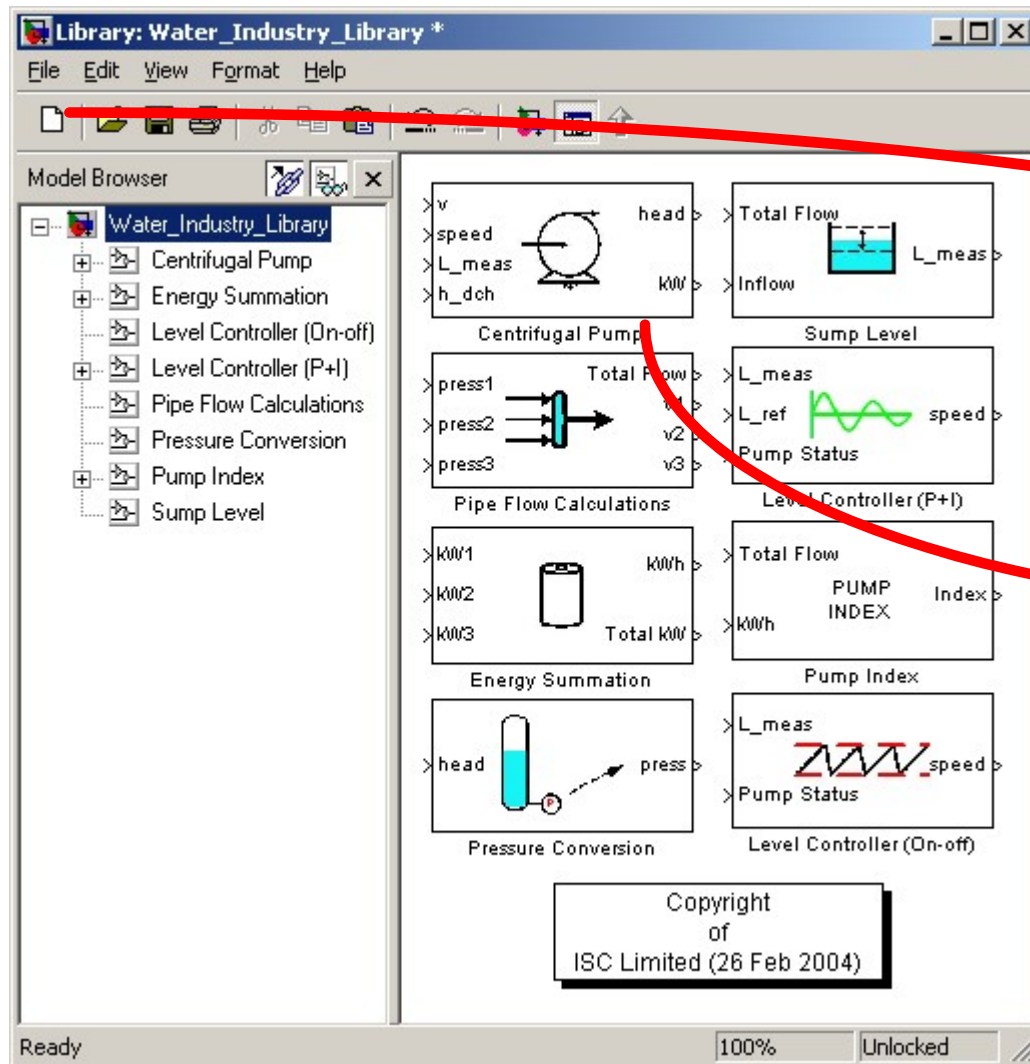 Library: Water_Industry_Library *
File Edit View Format Help
Model Browser
Water_Industry_Library
Centrifugal Pump
Energy Summation
Level Controller (On-off)
Level Controller (P+I)
Pipe Flow Calculations
Pressure Conversion
Pump Index
Sump Level
v
speed
L_meas
h_dch
head
kW
Centrifugal Pump
Total Flow
Inflow
L_meas
Sump Level
press1
press2
press3
Total Flow
v1
v2
v3
Pipe Flow Calculations
L_meas
L_ref
Pump Status
speed
Level Controller (P+I)
kW1
kW2
kW3
kWh
Total kW
Energy Summation
Total Flow
kWh
PUMP
INDEX
Index
Pump Index
head
P
press
Pressure Conversion
L_meas
Pump Status
speed
Level Controller (On-off)
Copyright
of
ISC Limited (26 Feb 2004)
Ready 100% Unlocked